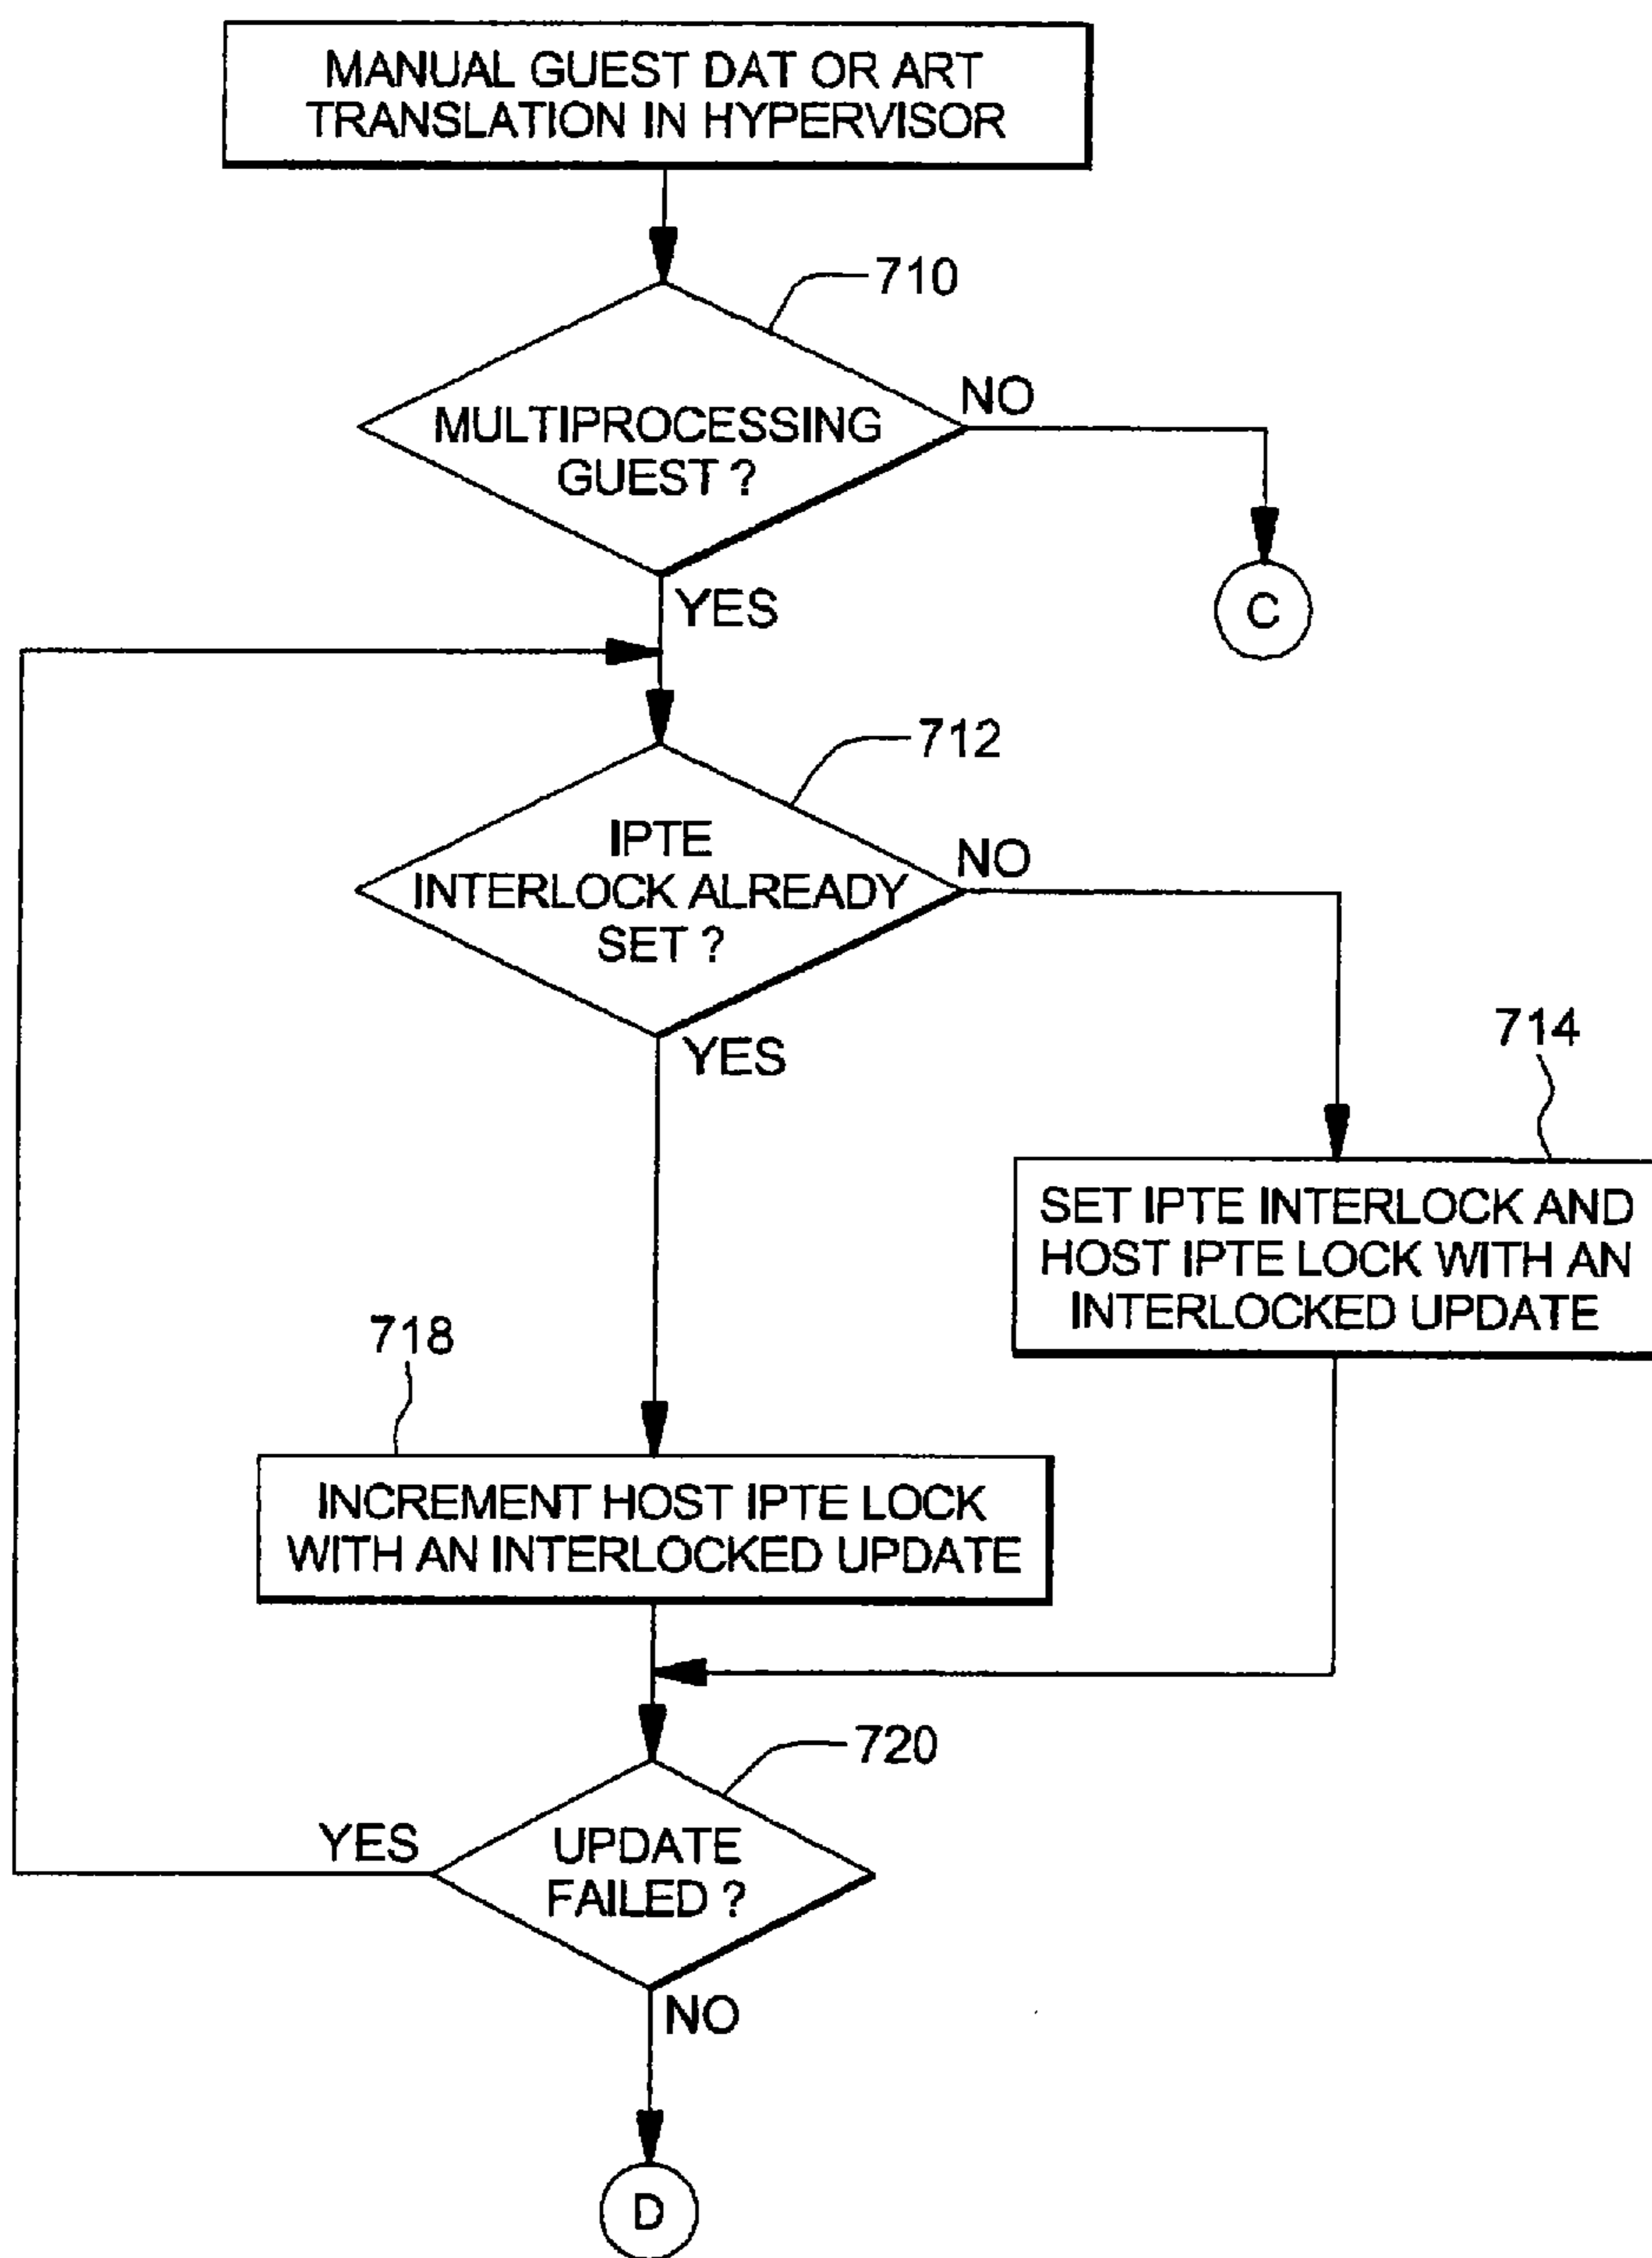 MANUAL GUEST DAT OR ART
TRANSLATION IN HYPERVISOR
710
MULTIPROCESSING
GUEST ?
NO
YES
C
712
IPTE
INTERLOCK ALREADY
SET ?
NO
YES
714
SET IPTE INTERLOCK AND
HOST IPTE LOCK WITH AN
INTERLOCKED UPDATE
718
INCREMENT HOST IPTE LOCK
WITH AN INTERLOCKED UPDATE
720
UPDATE
FAILED ?
YES
NO
D